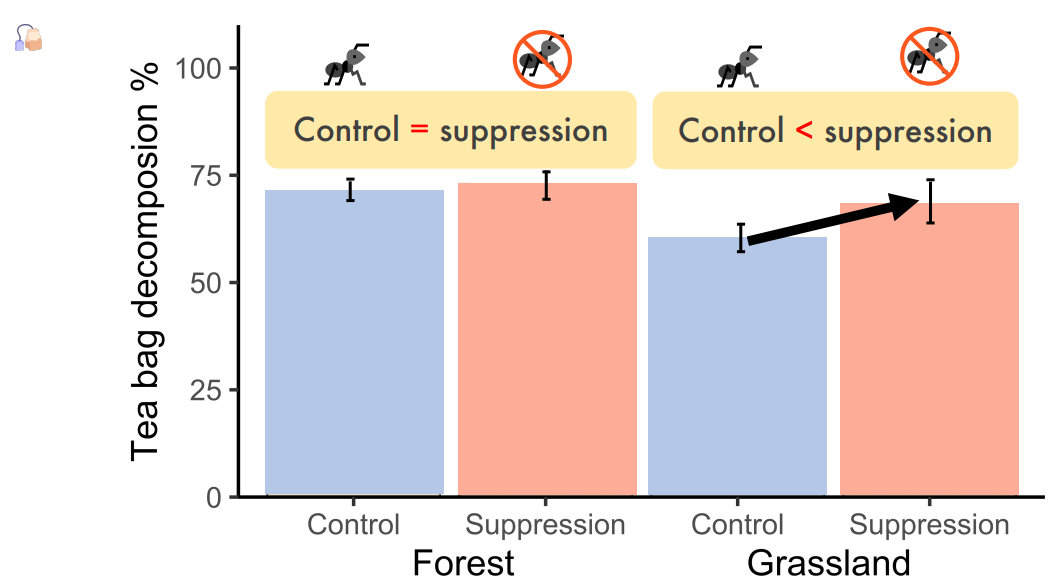 Tea bag decomposion %
100
75
50
25
0
Control = suppression
Control < suppression
Control
Suppression
Control
Suppression
Forest
Grassland